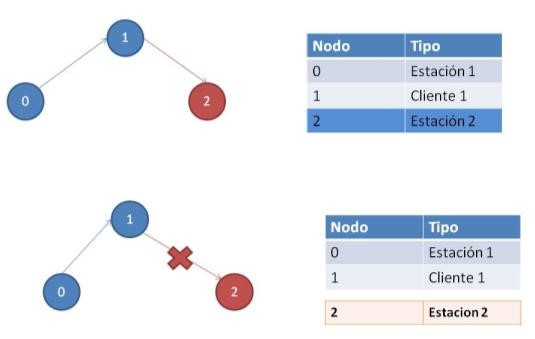 1
0
2
Nodo Tipo
0 Estación 1
1 Cliente 1
2 Estación 2
1
0
2
Nodo Tipo
0 Estación 1
1 Cliente 1
2 Estacion 2